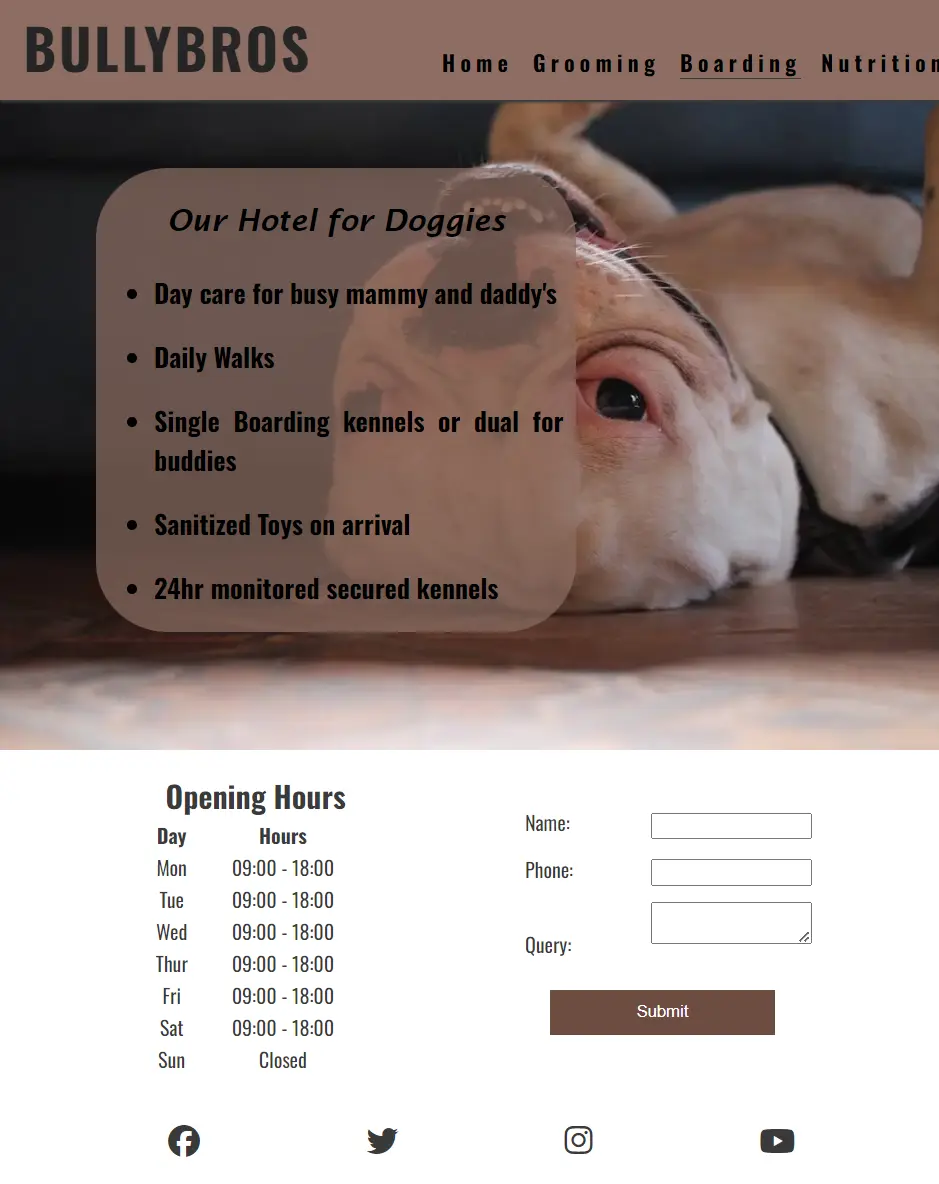 BULLYBROS
Home Grooming Boarding Nutrition
Our Hotel for Doggies
Day care for busy mammy and daddy's
Daily Walks
Single Boarding kennels or dual for
buddies
Sanitized Toys on arrival
24hr monitored secured kennels
Opening Hours
Day Hours
Mon 09:00 - 18:00
Tue 09:00 - 18:00
Wed 09:00 - 18:00
Thur 09:00 - 18:00
Fri 09:00 - 18:00
Sat 09:00 - 18:00
Sun Closed
Name:
Phone:
Query:
Submit